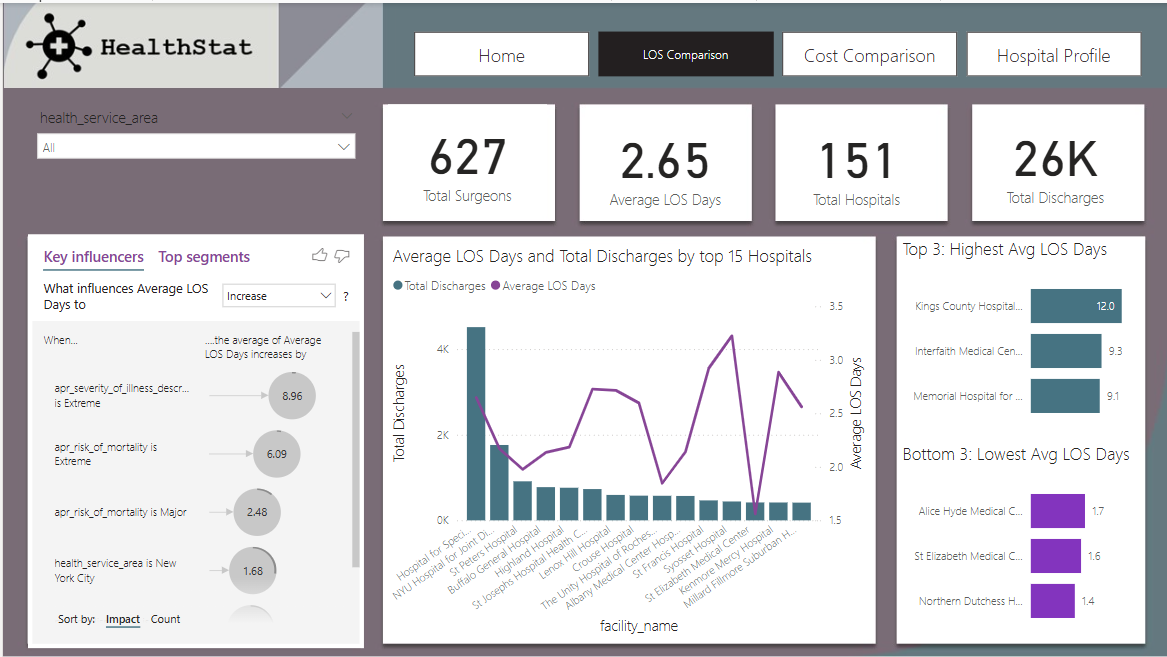 HealthStat
Home
LOS Comparison
Cost Comparison
Hospital Profile
health_service_area
All
627
Total Surgeons
2.65
Average LOS Days
151
Total Hospitals
26K
Total Discharges
Key influencers
Top segments
What influences Average LOS
Days to
Increase
?
When...
....the average of Average
LOS Days increases by
apr_severity_of_illness_descr...
is Extreme
8.96
apr_risk_of_mortality is
Extreme
6.09
apr_risk_of_mortality is Major
2.48
health_service_area is New
York City
1.68
Sort by:
Impact
Count
Average LOS Days and Total Discharges by top 15 Hospitals
Total Discharges
Average LOS Days
Total Discharges
4K
2K
0K
3.5
3.0
2.5
2.0
1.5
Average LOS Days
Hospital for Speci...
NYU Hospital for Joint Di...
St Peters Hospital
Buffalo General Hospital
Highland Hospital
St Josephs Hospital Health C...
Lenox Hill Hospital
Crouse Hospital
The Unity Hospital of Roches...
Albany Medical Center Hosp...
St Francis Hospital
Syosset Hospital
St Elizabeth Medical Center
Kenmore Mercy Hospital
Millard Fillmore Suburban H...
facility_name
Top 3: Highest Avg LOS Days
Kings County Hospital...
12.0
Interfaith Medical Cen...
9.3
Memorial Hospital for ...
9.1
Bottom 3: Lowest Avg LOS Days
Alice Hyde Medical C...
1.7
St Elizabeth Medical C...
1.6
Northern Dutchess H...
1.4